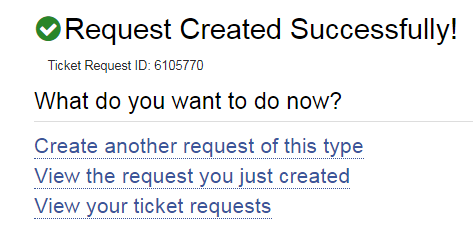 Request Created Successfully!
Ticket Request ID: 6105770
What do you want to do now?
Create another request of this type
View the request you just created
View your ticket requests